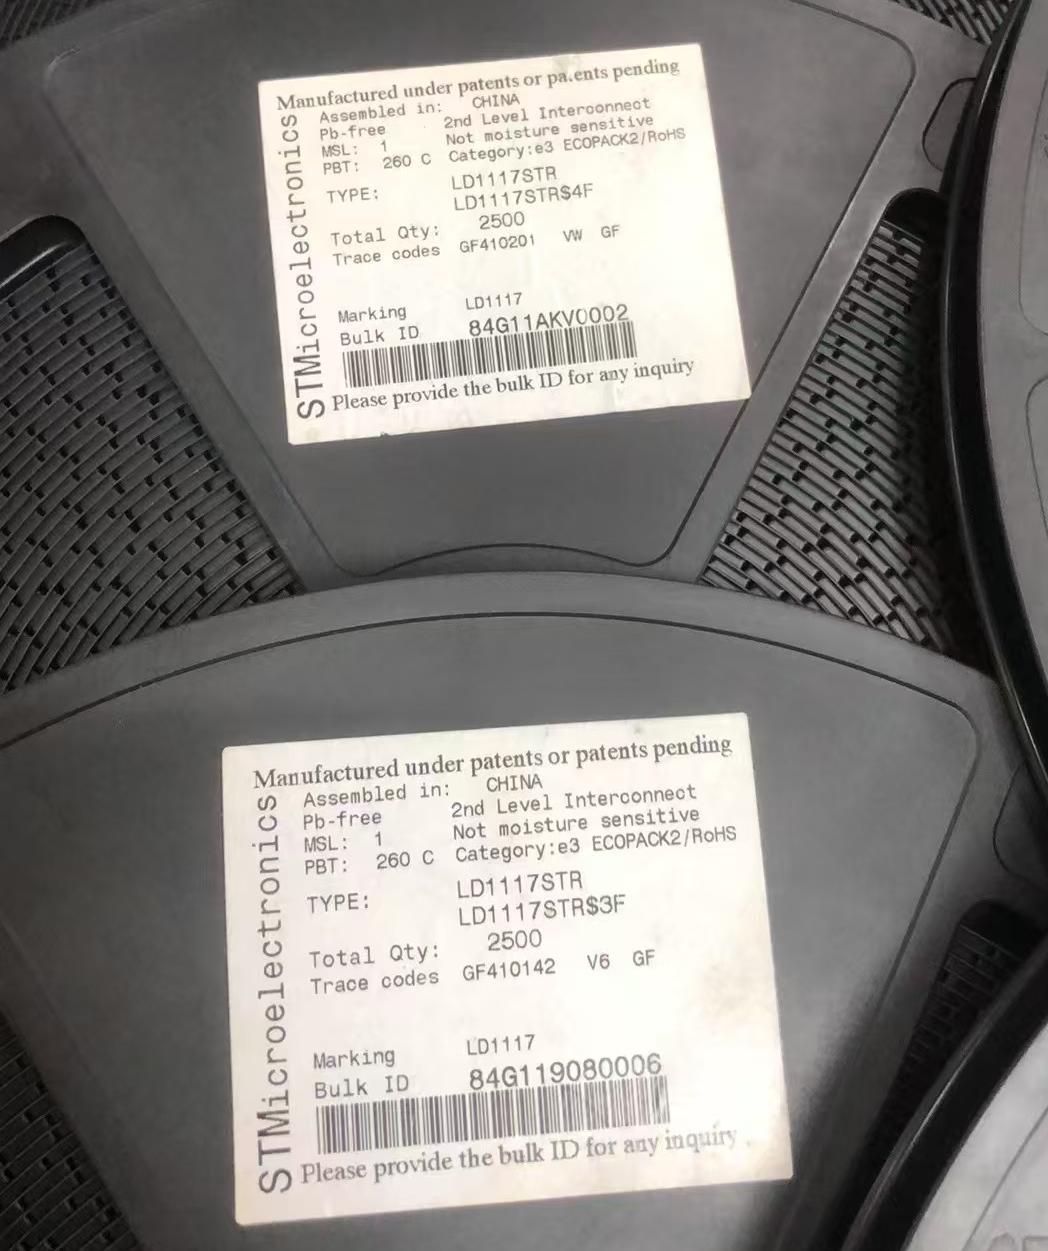 Manufactured under patents or pa.ents pending
Assembled in: CHINA
Pb-free 2nd Level Interconnect
MSL: 1 Not moisture sensitive
PBT: 260 C Category:e3 ECOPACK2/RoHS
TYPE: LD1117STR
LD1117STR$4F
Total Qty: 2500
Trace codes GF410201 VW GF
Marking LD1117
Bulk ID 84G11AKV0002
Please provide the bulk ID for any inquiry
STMicroelectronics
Manufactured under patents or patents pending
Assembled in: CHINA
Pb-free 2nd Level Interconnect
MSL: 1 Not moisture sensitive
PBT: 260 C Category:e3 ECOPACK2/RoHS
TYPE: LD1117STR
LD1117STR$3F
Total Qty: 2500
Trace codes GF410142 V6 GF
Marking LD1117
Bulk ID 84G119080006
Please provide the bulk ID for any inquiry
STMicroelectronics